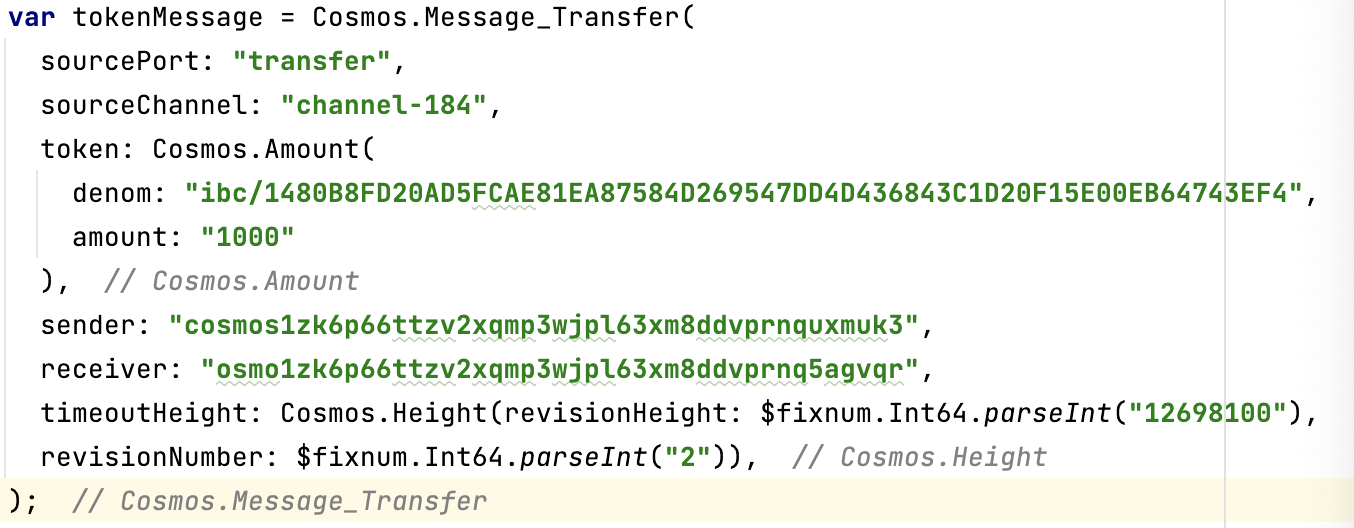 var tokenMessage = Cosmos.Message_Transfer(
sourcePort: "transfer",
sourceChannel: "channel-184",
token: Cosmos.Amount(
denom: "ibc/1480B8FD20AD5FCAE81EA87584D269547DD4D436843C1D20F15E00EB64743EF4",
amount: "1000"
), // Cosmos.Amount
sender: "cosmos1zk6p66ttzv2xqmp3wjpl63xm8ddvprnquxmuk3",
receiver: "osmo1zk6p66ttzv2xqmp3wjpl63xm8ddvprnq5agvqr",
timeoutHeight: Cosmos.Height(revisionHeight: $fixnum.Int64.parseInt("12698100"),
revisionNumber: $fixnum.Int64.parseInt("2")), // Cosmos.Height
); // Cosmos.Message_Transfer